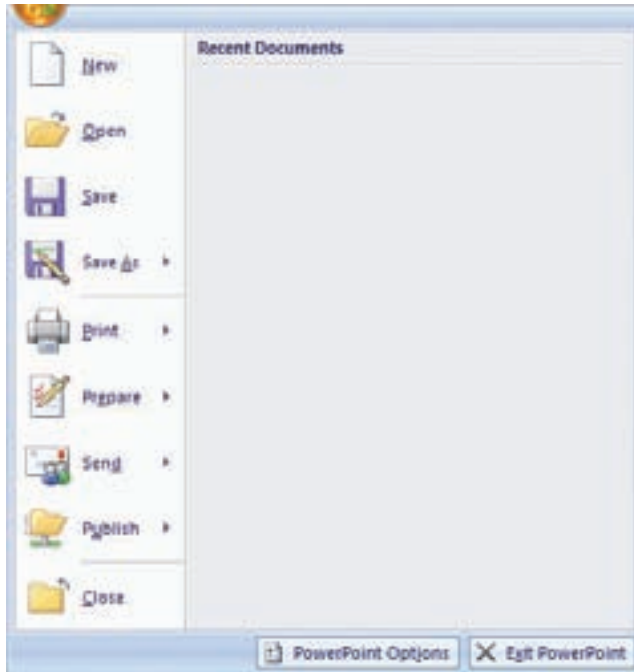 Recent Documents
New
Open
Save
Save As
Print
Prepare
Send
Publish
Close
PowerPoint Options
Exit PowerPoint